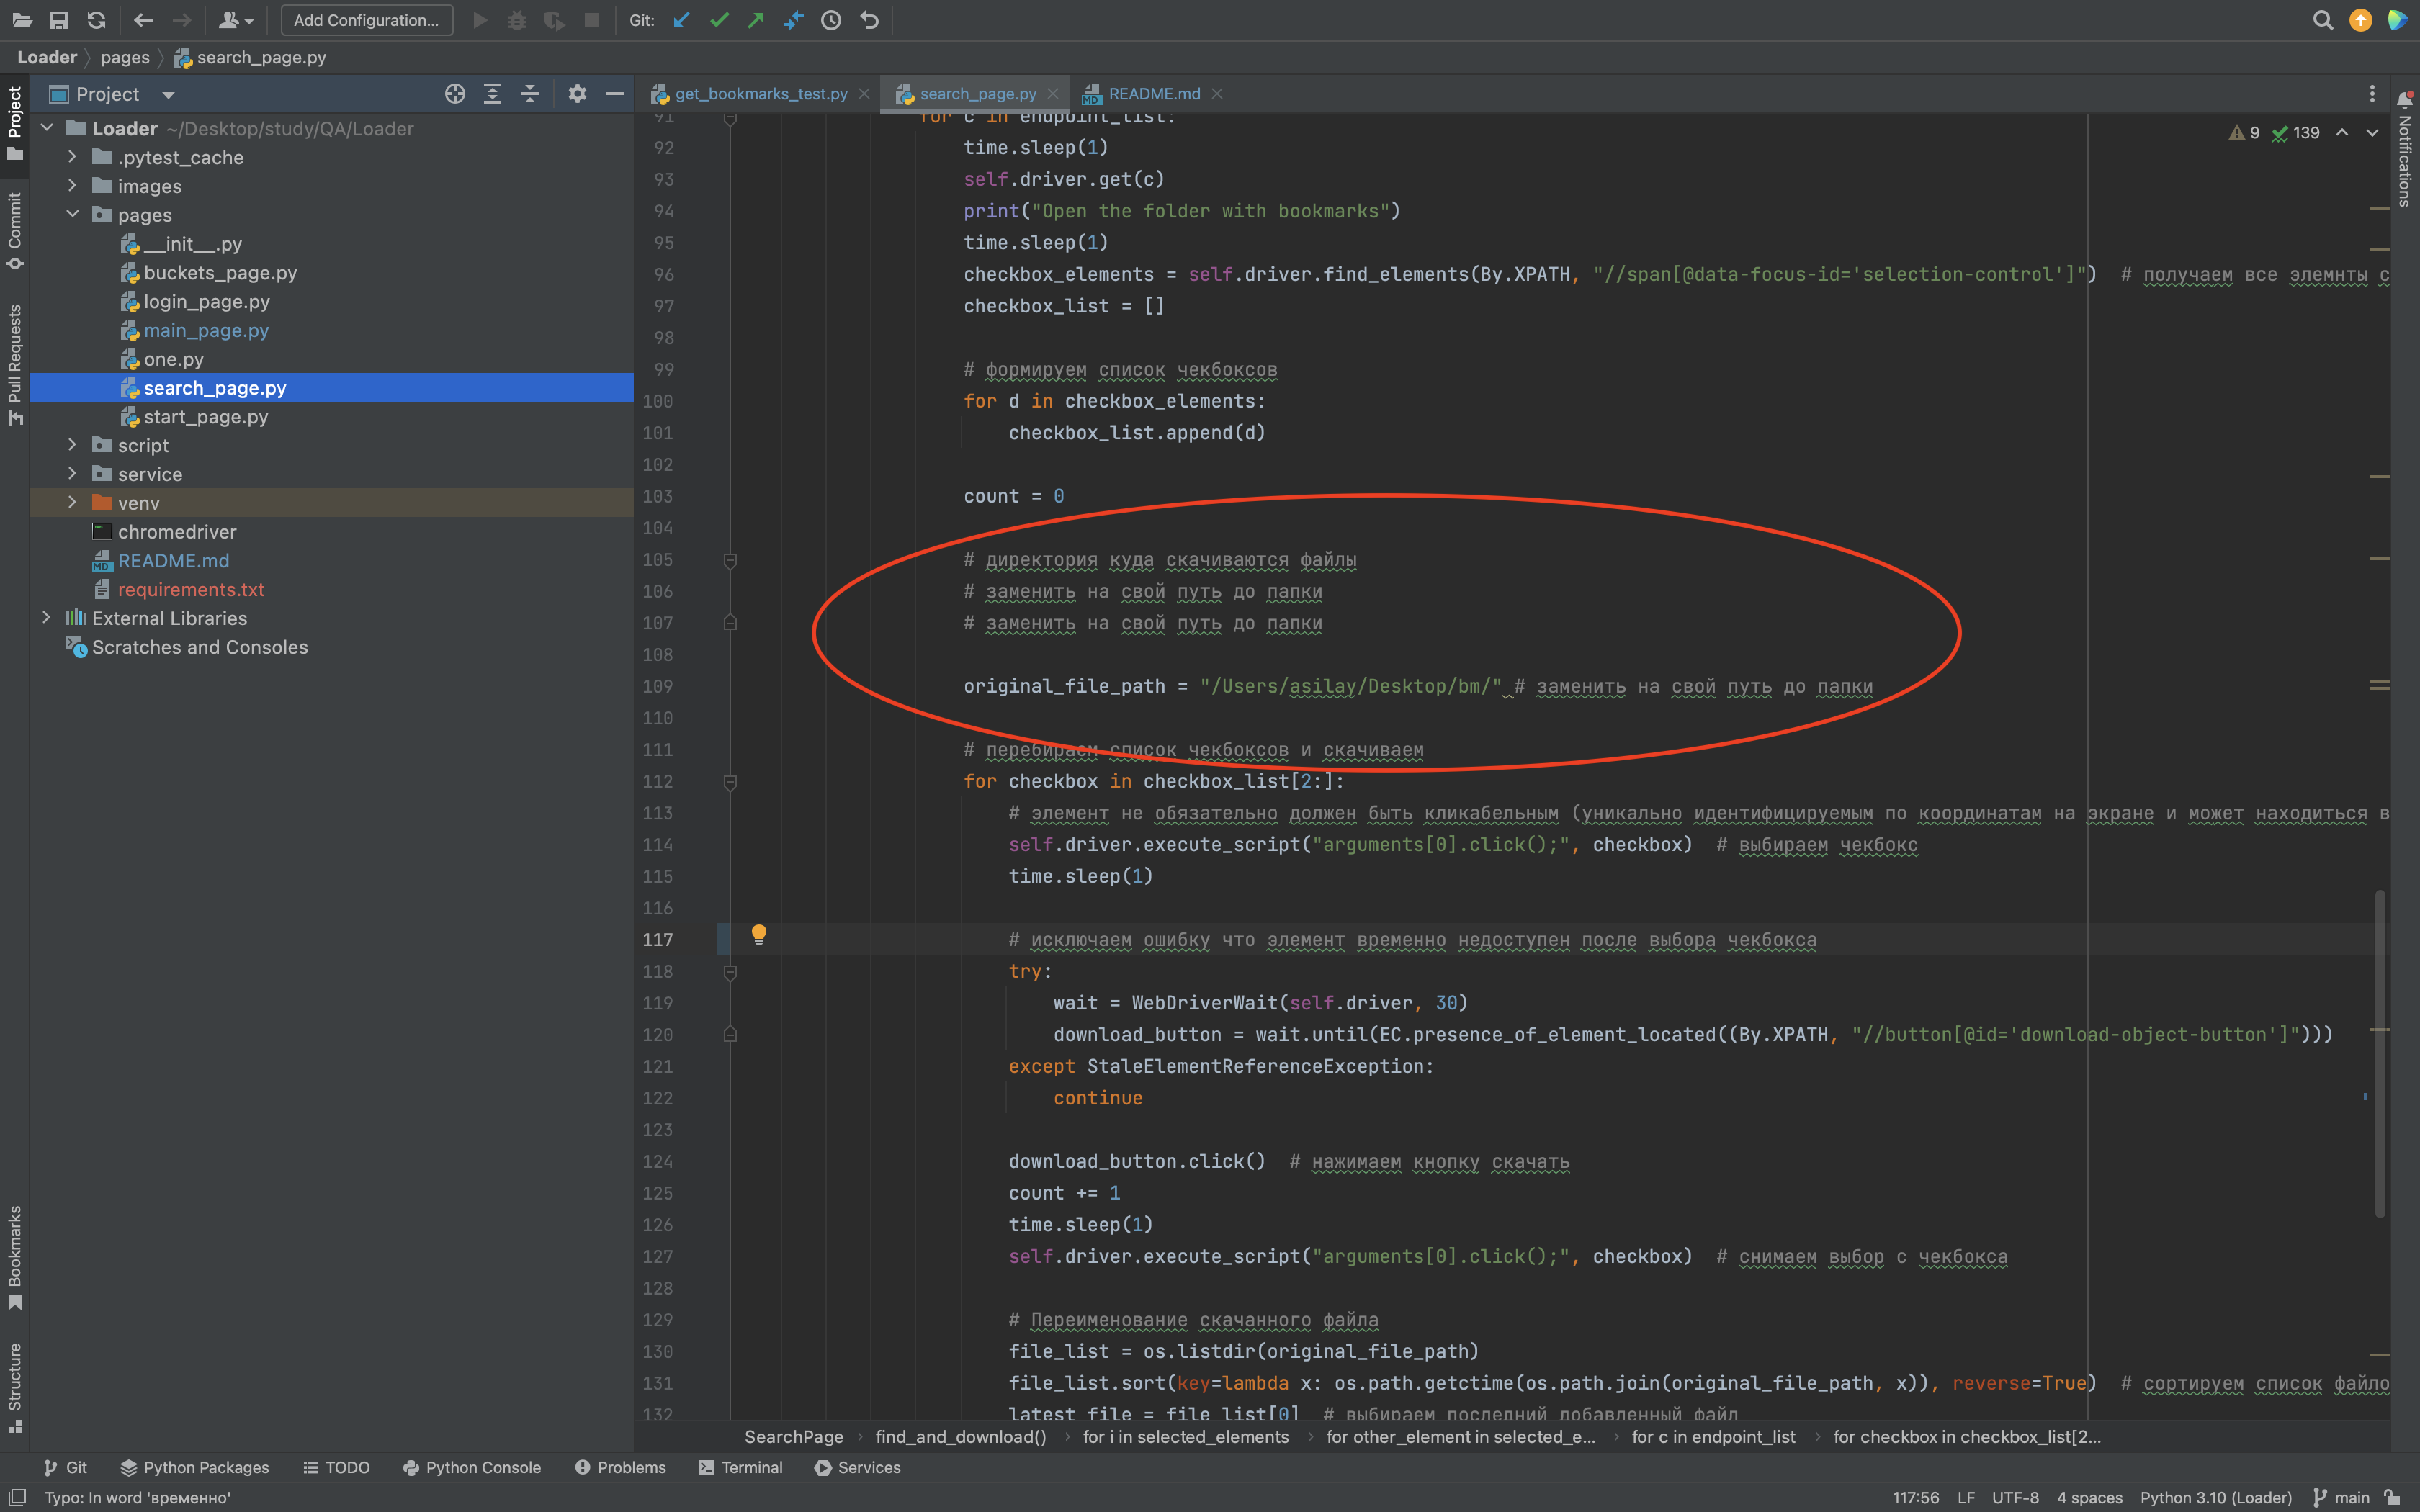 Add Configuration...
Git:
Loader
pages
search_page.py
Project
Commit
Pull Requests
Bookmarks
Structure
Project
Loader ~/Desktop/study/QA/Loader
.pytest_cache
images
pages
__init__.py
buckets_page.py
login_page.py
main_page.py
one.py
search_page.py
start_page.py
script
service
venv
chromedriver
README.md
requirements.txt
External Libraries
Scratches and Consoles
get_bookmarks_test.py
search_page.py
README.md
Notifications
9 139
91 for c in endpoint_list:
92 time.sleep(1)
93 self.driver.get(c)
94 print("Open the folder with bookmarks")
95 time.sleep(1)
96 checkbox_elements = self.driver.find_elements(By.XPATH, "//span[@data-focus-id='selection-control']") # получаем все элемнты с
97 checkbox_list = []
98
99 # формируем список чекбоксов
100 for d in checkbox_elements:
101 checkbox_list.append(d)
102
103 count = 0
104
105 # директория куда скачиваются файлы
106 # заменить на свой путь до папки
107 # заменить на свой путь до папки
108
109 original_file_path = "/Users/asilay/Desktop/bm/" # заменить на свой путь до папки
110
111 # перебираем список чекбоксов и скачиваем
112 for checkbox in checkbox_list[2:]:
113 # элемент не обязательно должен быть кликабельным (уникально идентифицируемым по координатам на экране и может находиться в
114 self.driver.execute_script("arguments[0].click();", checkbox) # выбираем чекбокс
115 time.sleep(1)
116
117 # исключаем ошибку что элемент временно недоступен после выбора чекбокса
118 try:
119 wait = WebDriverWait(self.driver, 30)
120 download_button = wait.until(EC.presence_of_element_located((By.XPATH, "//button[@id='download-object-button']")))
121 except StaleElementReferenceException:
122 continue
123
124 download_button.click() # нажимаем кнопку скачать
125 count += 1
126 time.sleep(1)
127 self.driver.execute_script("arguments[0].click();", checkbox) # снимаем выбор с чекбокса
128
129 # Переименование скачанного файла
130 file_list = os.listdir(original_file_path)
131 file_list.sort(key=lambda x: os.path.getctime(os.path.join(original_file_path, x)), reverse=True) # сортируем список файло
132 latest_file = file_list[0] # выбираем последний добавленный файл
SearchPage find_and_download() for i in selected_elements for other_element in selected_e... for c in endpoint_list for checkbox in checkbox_list[2...
Git Python Packages TODO Python Console Problems Terminal Services
Typo: In word 'временно' 117:56 LF UTF-8 4 spaces Python 3.10 (Loader) main